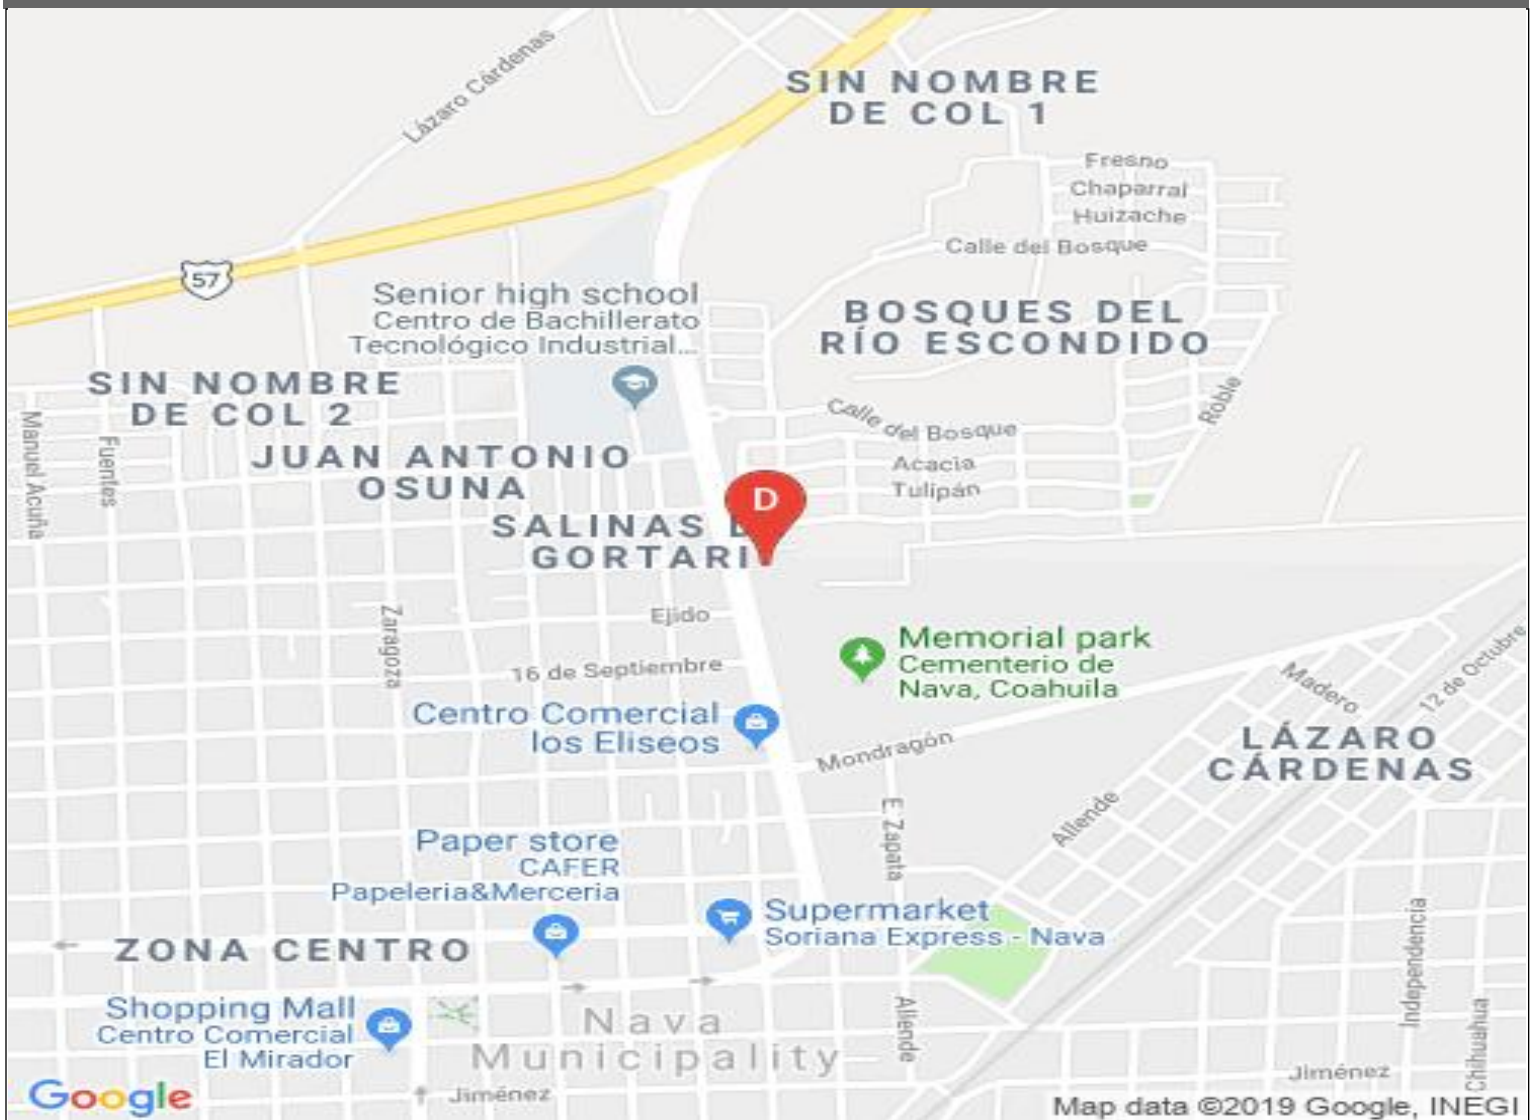 Lázaro Cárdenas
SIN NOMBRE
DE COL 1
Fresno
Chaparral
Huizache
Calle del Bosque
57
Senior high school
Centro de Bachillerato
Tecnológico Industrial...
BOSQUES DEL
RÍO ESCONDIDO
SIN NOMBRE
DE COL 2
Manuel Acuña
Fuentes
Roble
Calle del Bosque
JUAN ANTONIO
OSUNA
Acacia
Tulipán
D
SALINAS
GORTARI
Zaragoza
Ejido
16 de Septiembre
Memorial park
Cementerio de
Nava, Coahuila
Madero
12 de Octubre
Centro Comercial
los Eliseos
Mondragón
LÁZARO
CÁRDENAS
E Zapata
Allende
Paper store
CAFER
Papeleria&Merceria
Supermarket
Soriana Express - Nava
ZONA CENTRO
Independencia
Shopping Mall
Centro Comercial
El Mirador
Nava
Municipality
Allende
Chihuahua
Jiménez
Jiménez
Google
Map data ©2019 Google, INEGI